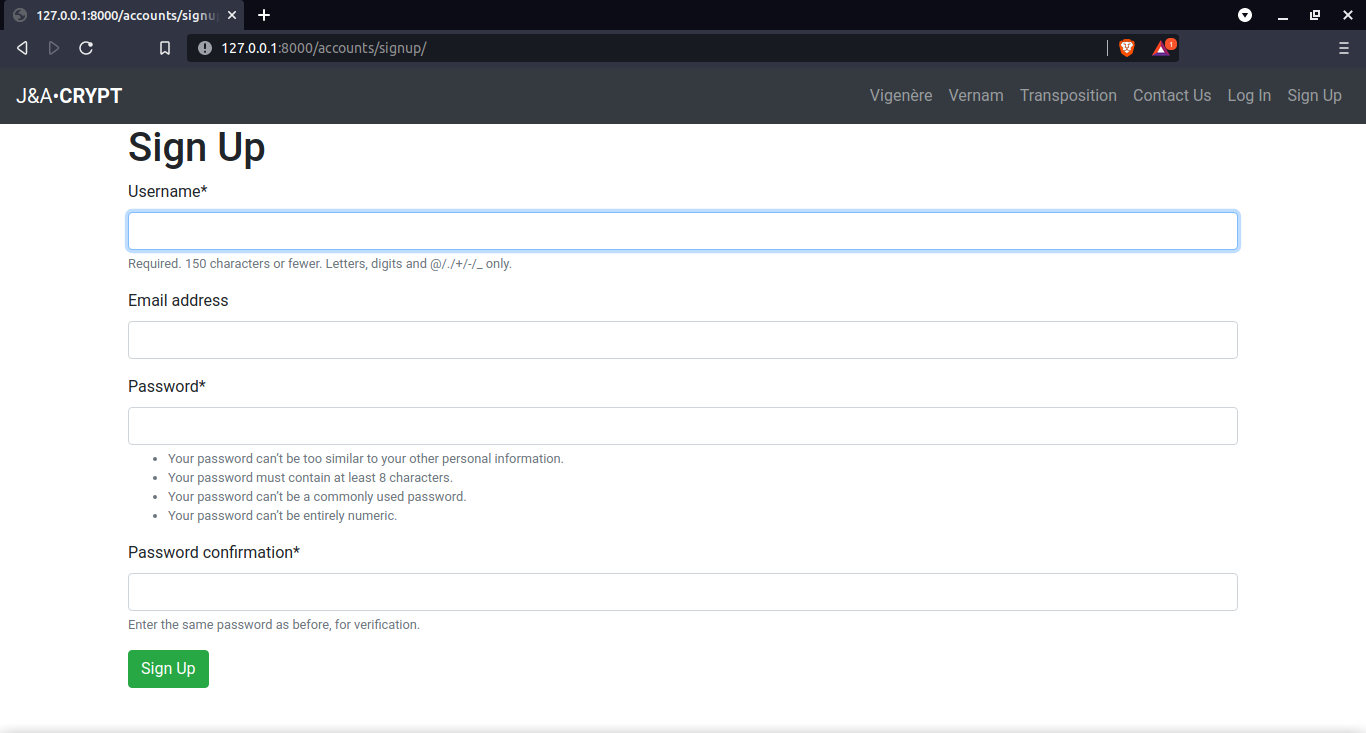 127.0.0.1:8000/accounts/signu
127.0.0.1:8000/accounts/signup/
1
J&A•CRYPT
Vigenère Vernam Transposition Contact Us Log In Sign Up
Sign Up
Username*
Required. 150 characters or fewer. Letters, digits and @/./+/-/_ only.
Email address
Password*
• Your password can’t be too similar to your other personal information.
• Your password must contain at least 8 characters.
• Your password can’t be a commonly used password.
• Your password can’t be entirely numeric.
Password confirmation*
Enter the same password as before, for verification.
Sign Up